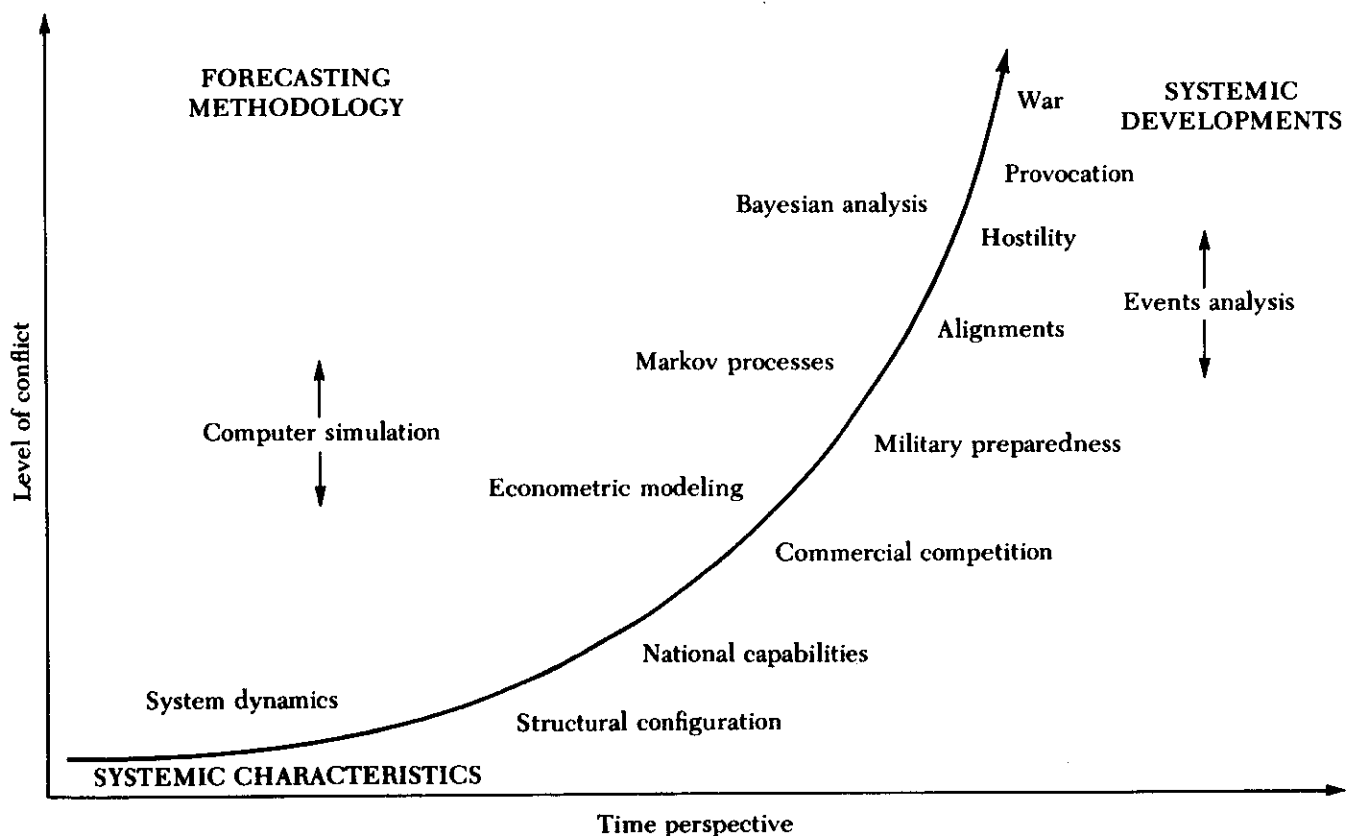 FORECASTING
METHODOLOGY
War
SYSTEMIC
DEVELOPMENTS
Provocation
Bayesian analysis
Hostility
Events analysis
Alignments
Markov processes
Computer simulation
Military preparedness
Econometric modeling
Commercial competition
National capabilities
System dynamics
Structural configuration
SYSTEMIC CHARACTERISTICS
Level of conflict
Time perspective